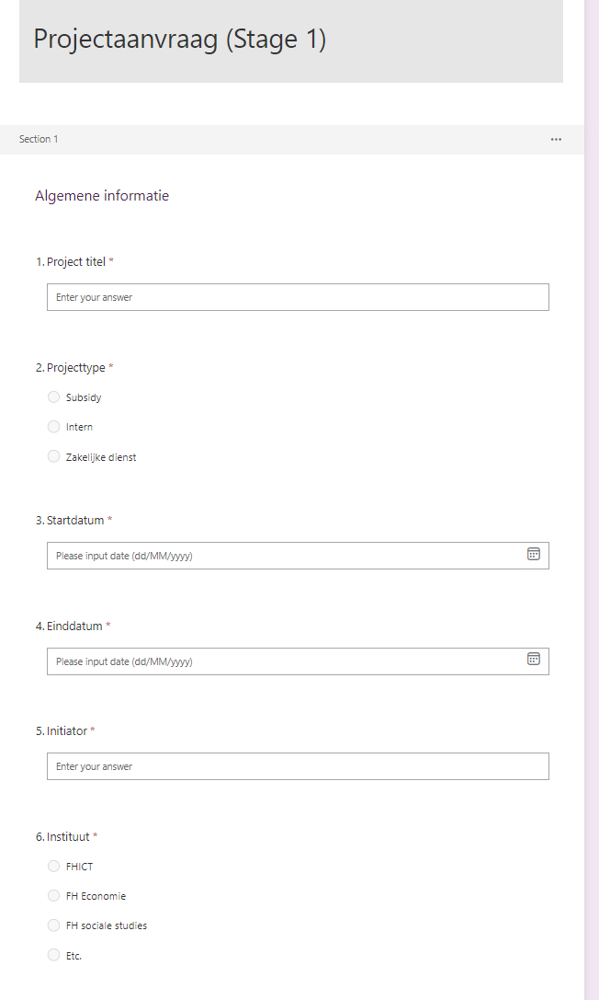 Projectaanvraag (Stage 1)
Section 1
...
Algemene informatie
1. Project titel *
Enter your answer
2. Projecttype *
Subsidy
Intern
Zakelijke dienst
3. Startdatum *
Please input date (dd/MM/yyyy)
4. Einddatum *
Please input date (dd/MM/yyyy)
5. Initiator *
Enter your answer
6. Instituut *
FHICT
FH Economie
FH sociale studies
Etc.